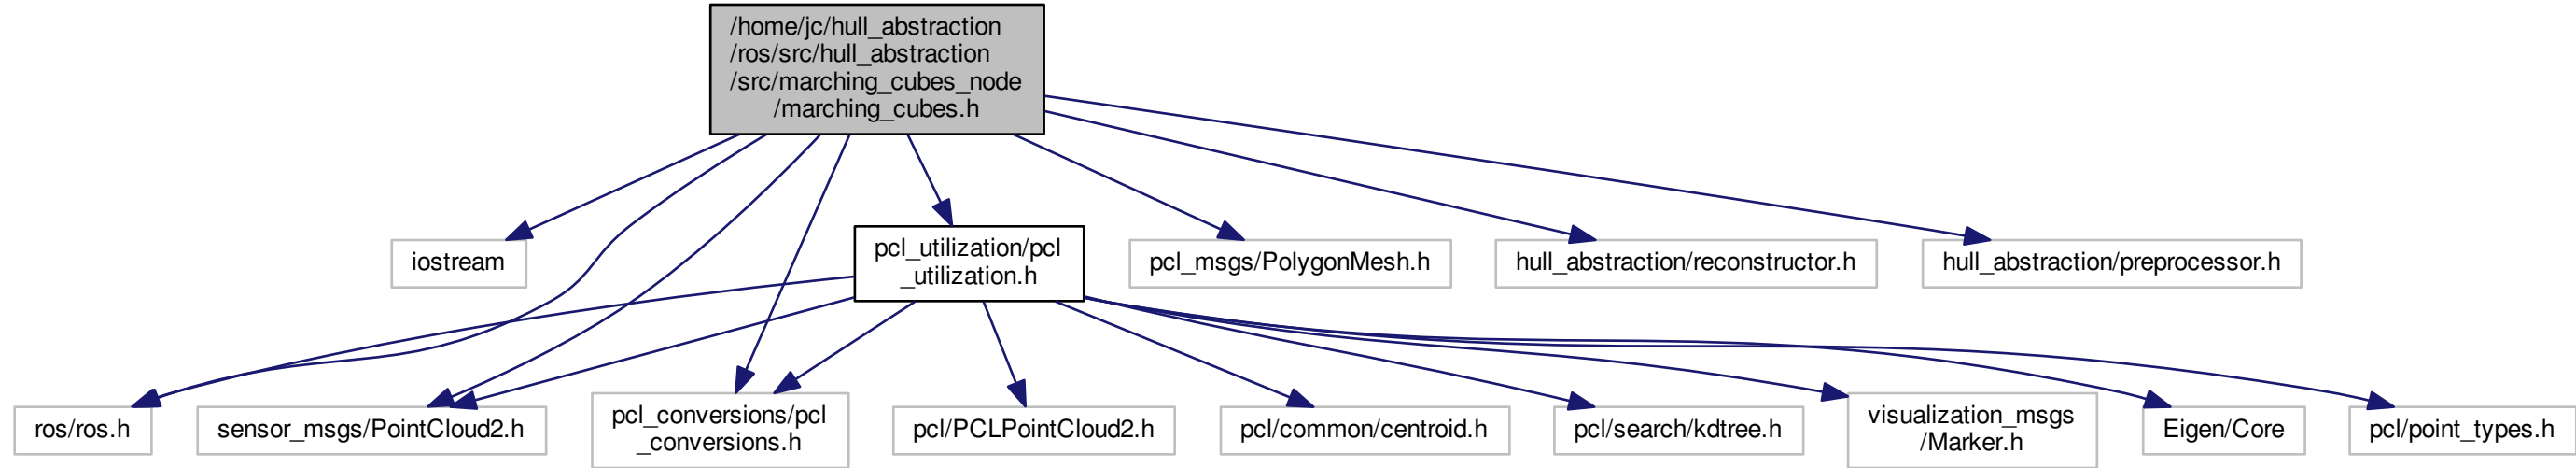 /home/jc/hull_abstraction
/ros/src/hull_abstraction
/src/marching_cubes_node
/marching_cubes.h
iostream
pcl_utilization/pcl
_utilization.h
pcl_msgs/PolygonMesh.h
hull_abstraction/reconstructor.h
hull_abstraction/preprocessor.h
ros/ros.h
sensor_msgs/PointCloud2.h
pcl_conversions/pcl
_conversions.h
pcl/PCLPointCloud2.h
pcl/common/centroid.h
pcl/search/kdtree.h
visualization_msgs
/Marker.h
Eigen/Core
pcl/point_types.h